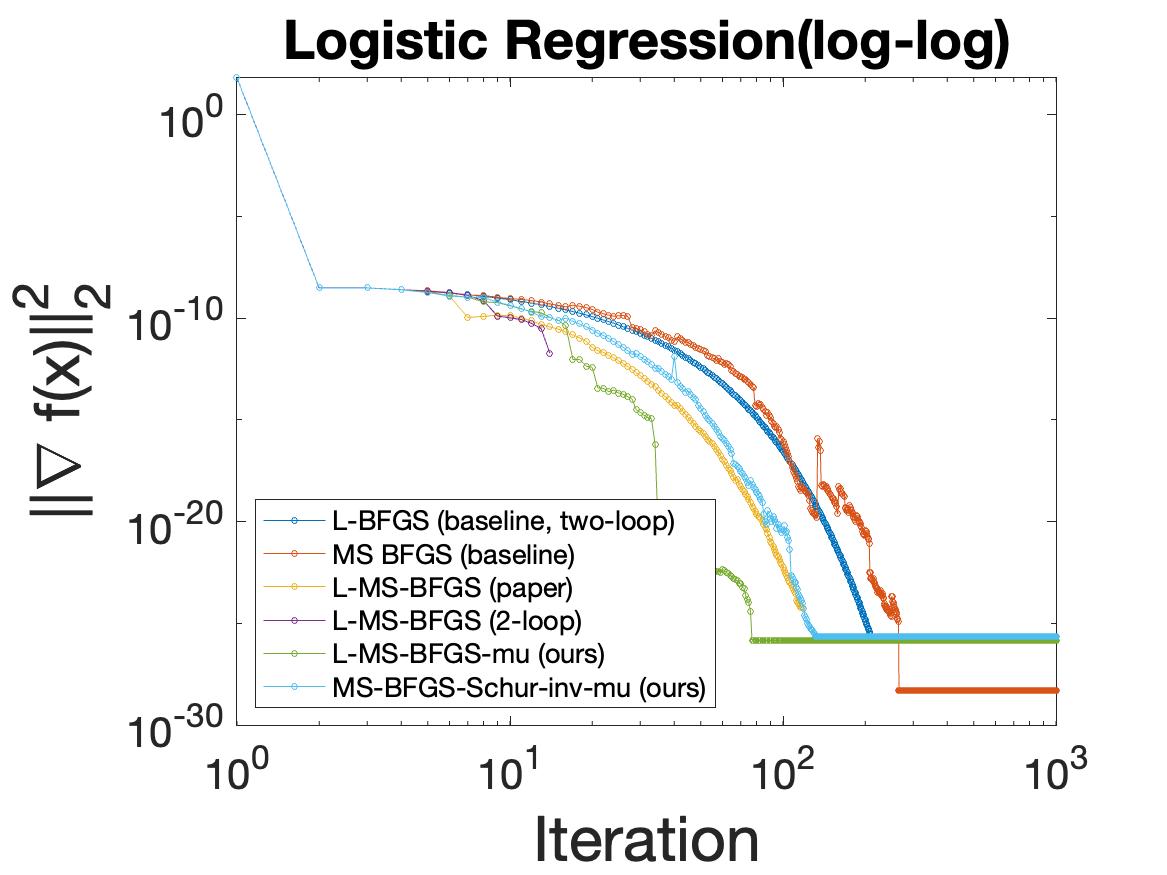 Logistic Regression(log-log)
10^0
10^-10
10^-20
10^-30
||∇ f(x)||_2^2
L-BFGS (baseline, two-loop)
MS BFGS (baseline)
L-MS-BFGS (paper)
L-MS-BFGS (2-loop)
L-MS-BFGS-mu (ours)
MS-BFGS-Schur-inv-mu (ours)
10^0 10^1 10^2 10^3
Iteration